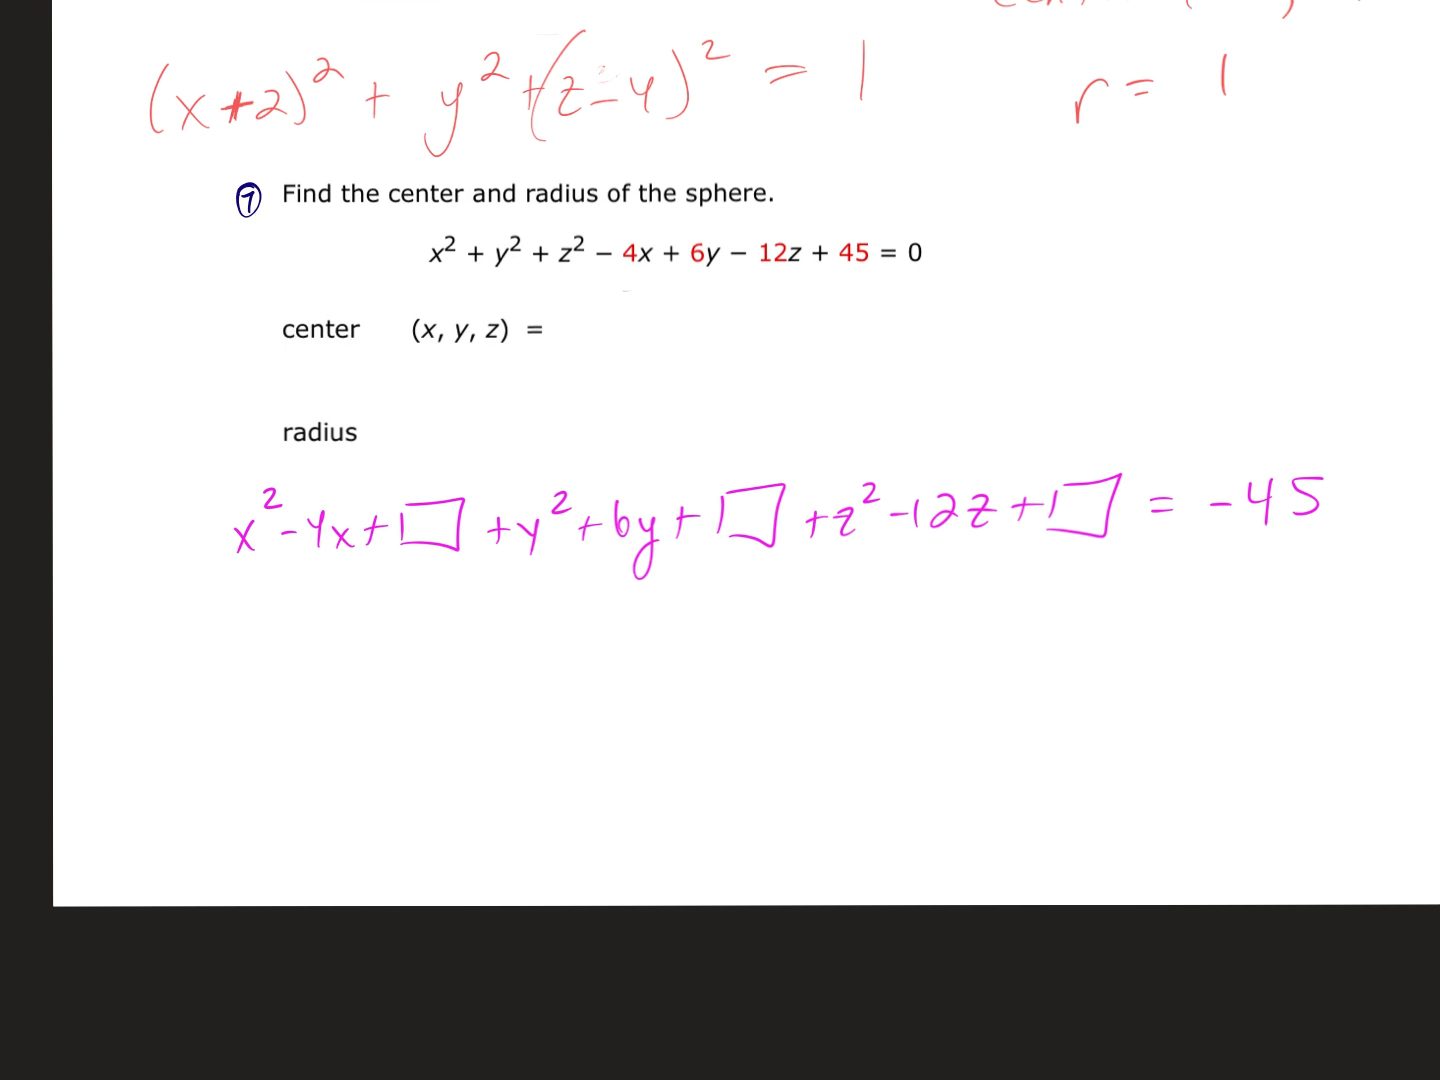 (x+2)² + y² + (z-4)² = 1 r = 1
⑦ Find the center and radius of the sphere.
x² + y² + z² − 4x + 6y − 12z + 45 = 0
center (x, y, z) =
radius
x² - 4x + □ + y² + 6y + □ + z² - 12z + □ = -45